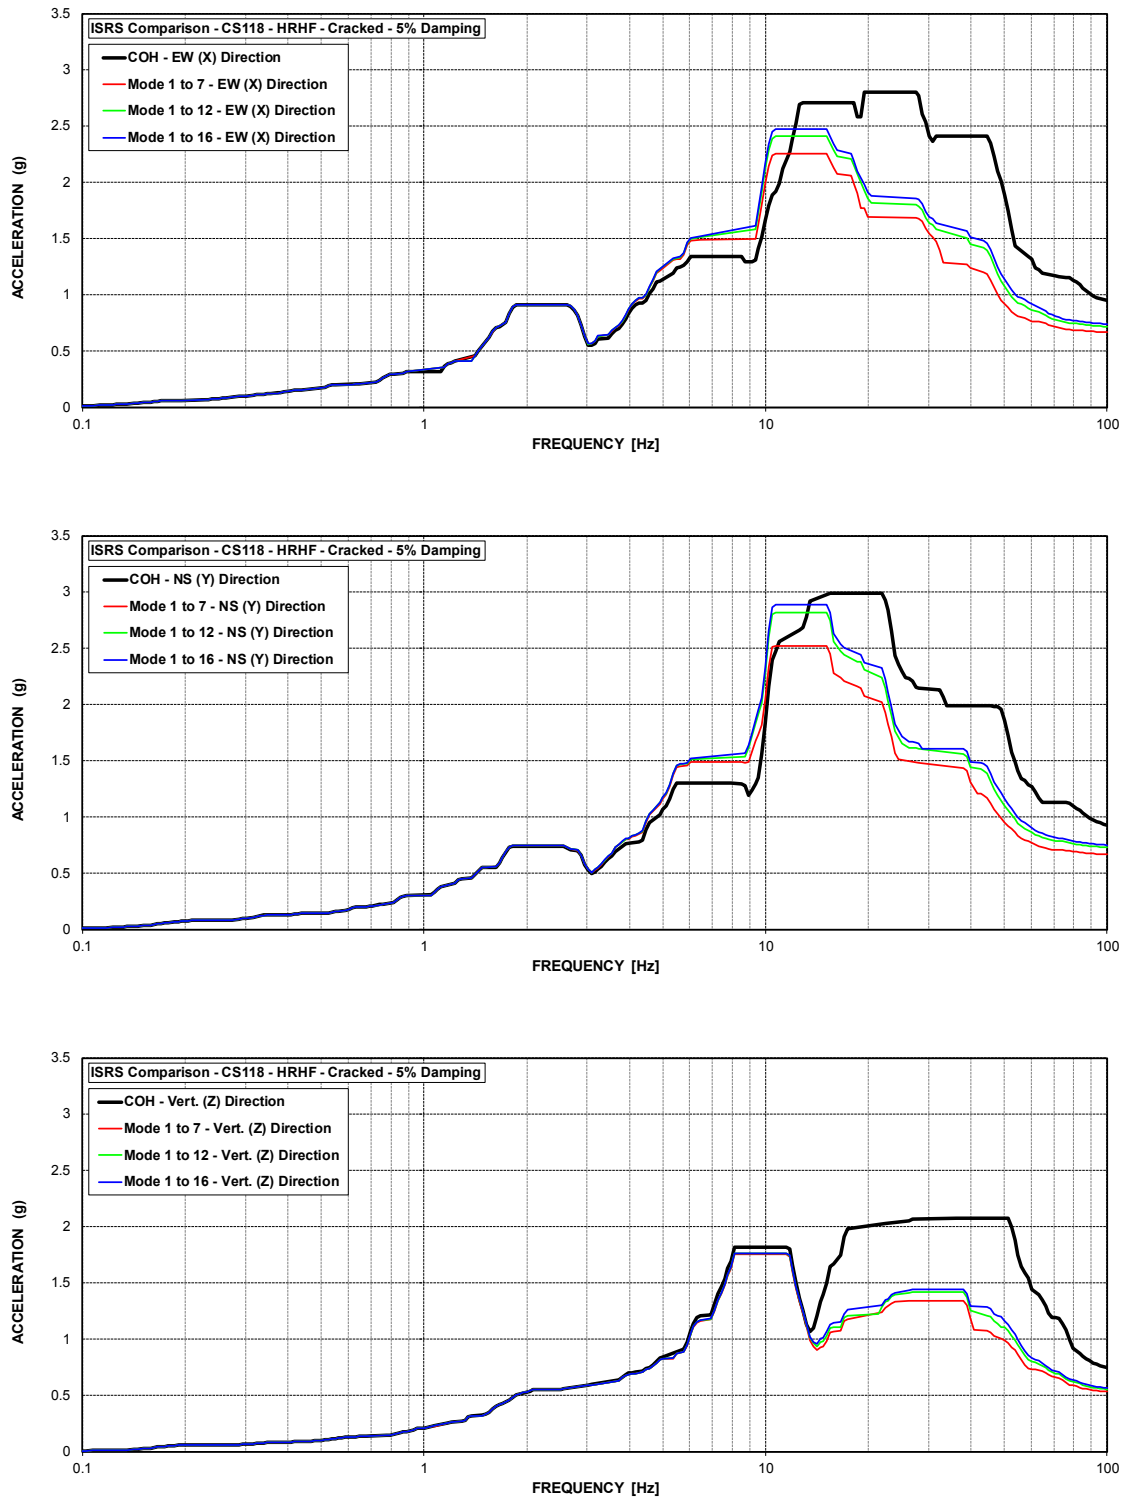 ISRS Comparison - CS118 - HRHF - Cracked - 5% Damping
COH - EW (X) Direction
Mode 1 to 7 - EW (X) Direction
Mode 1 to 12 - EW (X) Direction
Mode 1 to 16 - EW (X) Direction
ACCELERATION (g)
3.5
3
2.5
2
1.5
1
0.5
0
0.1
1
10
100
FREQUENCY [Hz]
ISRS Comparison - CS118 - HRHF - Cracked - 5% Damping
COH - NS (Y) Direction
Mode 1 to 7 - NS (Y) Direction
Mode 1 to 12 - NS (Y) Direction
Mode 1 to 16 - NS (Y) Direction
ACCELERATION (g)
3.5
3
2.5
2
1.5
1
0.5
0
0.1
1
10
100
FREQUENCY [Hz]
ISRS Comparison - CS118 - HRHF - Cracked - 5% Damping
COH - Vert. (Z) Direction
Mode 1 to 7 - Vert. (Z) Direction
Mode 1 to 12 - Vert. (Z) Direction
Mode 1 to 16 - Vert. (Z) Direction
ACCELERATION (g)
3.5
3
2.5
2
1.5
1
0.5
0
0.1
1
10
100
FREQUENCY [Hz]